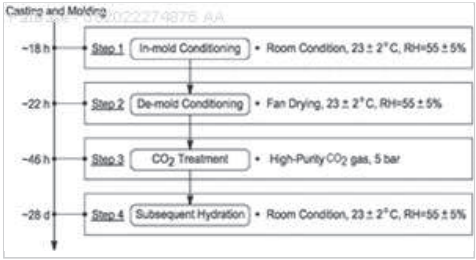 Casting and Molding
~18 h Step 1 In-mold Conditioning • Room Condition, 23 ± 2°C, RH=55 ± 5%
~22 h Step 2 De-mold Conditioning • Fan Drying, 23 ± 2°C, RH=55 ± 5%
~46 h Step 3 CO2 Treatment • High-Purity CO2 gas, 5 bar
~28 d Step 4 Subsequent Hydration • Room Condition, 23 ± 2°C, RH=55 ± 5%